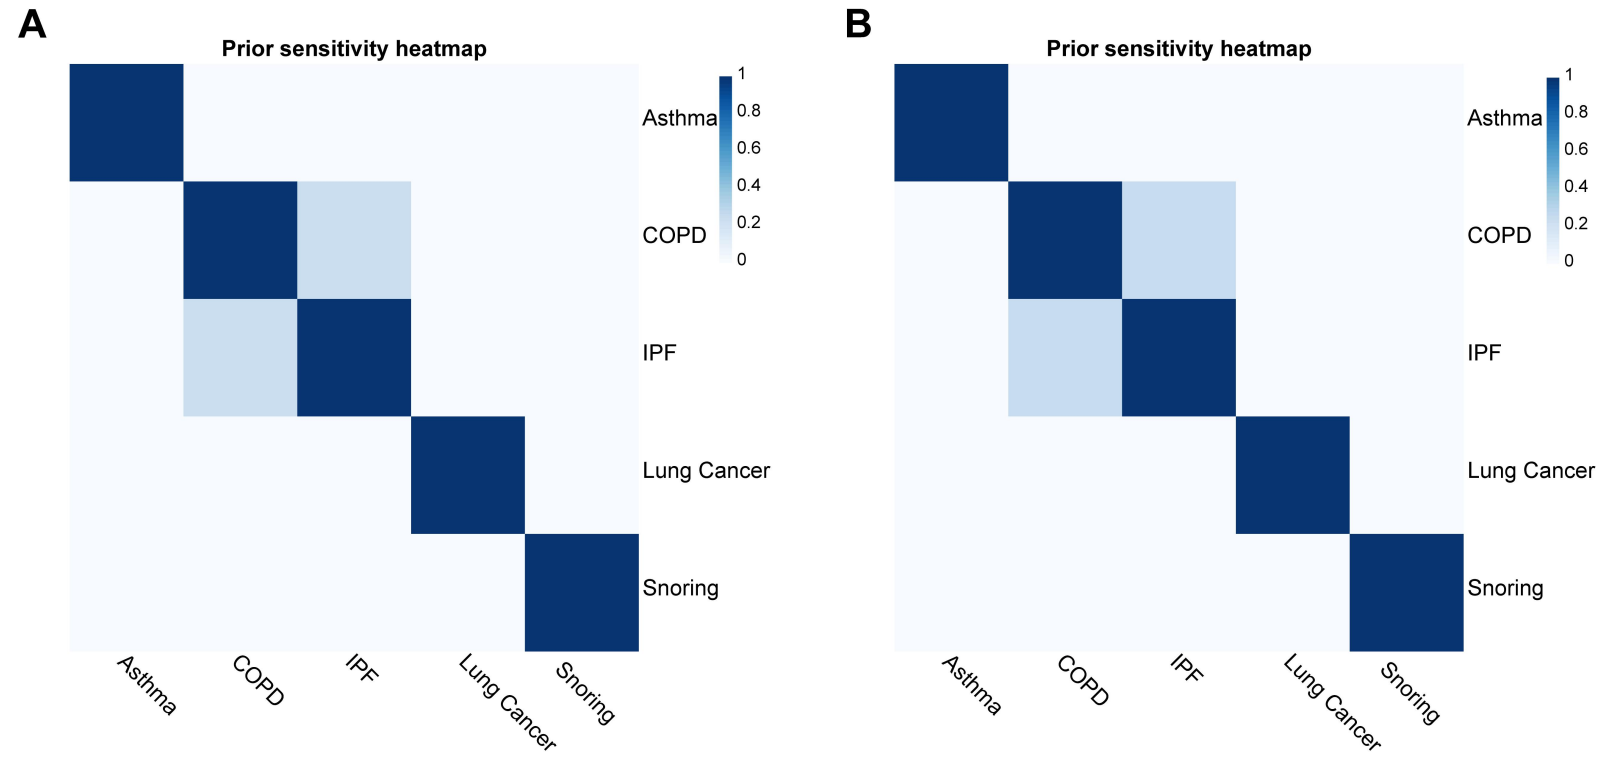 A
Prior sensitivity heatmap
1
0.8
0.6
0.4
0.2
0
Asthma
COPD
IPF
Lung Cancer
Snoring
Asthma
COPD
IPF
Lung Cancer
Snoring
B
Prior sensitivity heatmap
1
0.8
0.6
0.4
0.2
0
Asthma
COPD
IPF
Lung Cancer
Snoring
Asthma
COPD
IPF
Lung Cancer
Snoring